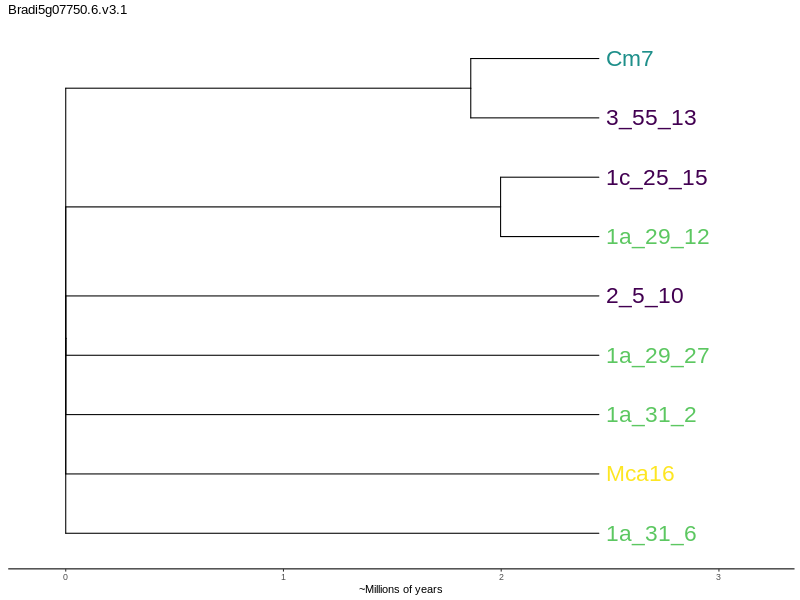 Bradi5g07750.6.v3.1
Cm7
3_55_13
1c_25_15
1a_29_12
2_5_10
1a_29_27
1a_31_2
Mca16
1a_31_6
0 1 2 3
~Millions of years